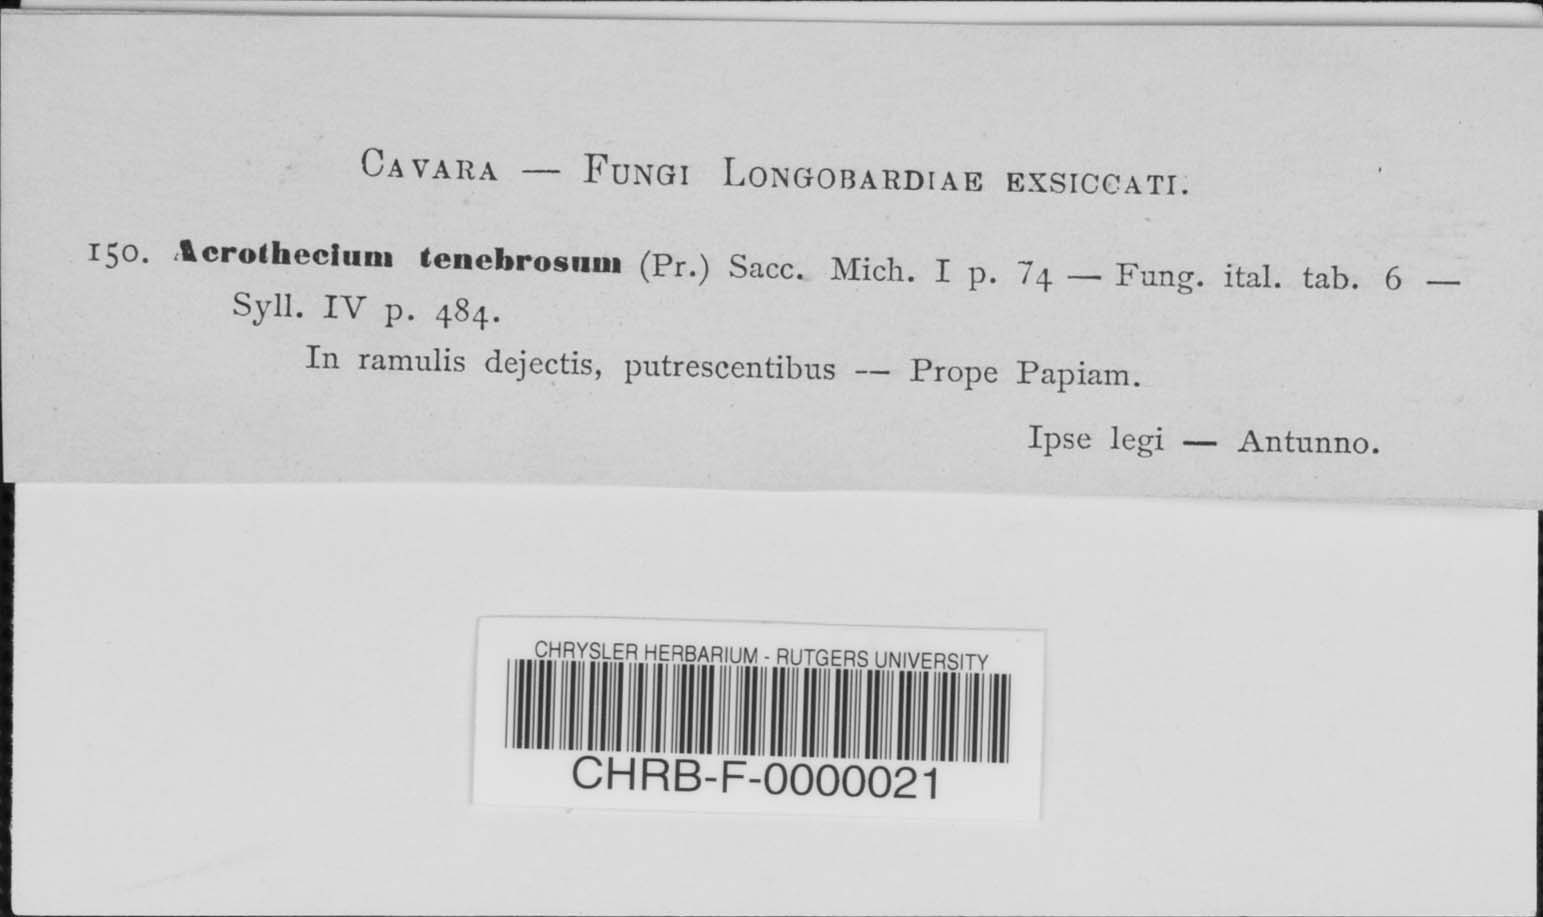 CAVARA — FUNGI LONGOBARDIAE EXSICCATI.
150. Acrothecium tenebrosum (Pr.) Sacc. Mich. I p. 74 — Fung. ital. tab. 6 —
Syll. IV p. 484.
In ramulis dejectis, putrescentibus — Prope Papiam.
Ipse legi — Antunno.
CHRYSLER HERBARIUM - RUTGERS UNIVERSITY
CHRB-F-0000021